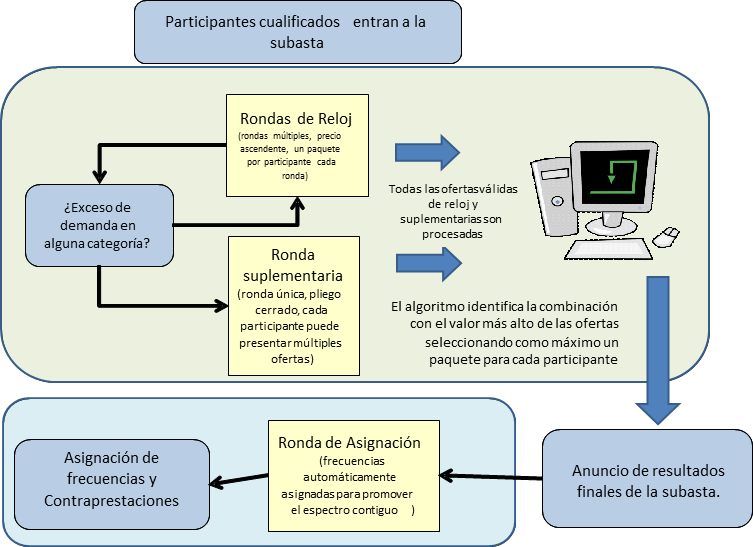 Participantes cualificados entran a la
subasta
Rondas de Reloj
(rondas múltiples, precio
ascendente, un paquete
por participante cada
ronda)
¿Exceso de
demanda en
alguna categoría?
Todas las ofertasválidas
de reloj y
suplementarias son
procesadas
Ronda
suplementaria
(ronda única, pliego
cerrado, cada
participante puede
presentar múltiples
ofertas)
El algoritmo identifica la combinación
con el valor más alto de las ofertas
seleccionando como máximo un
paquete para cada participante
Asignación de
frecuencias y
Contraprestaciones
Ronda de Asignación
(frecuencias
automáticamente
asignadas para promover
el espectro contiguo )
Anuncio de resultados
finales de la subasta.